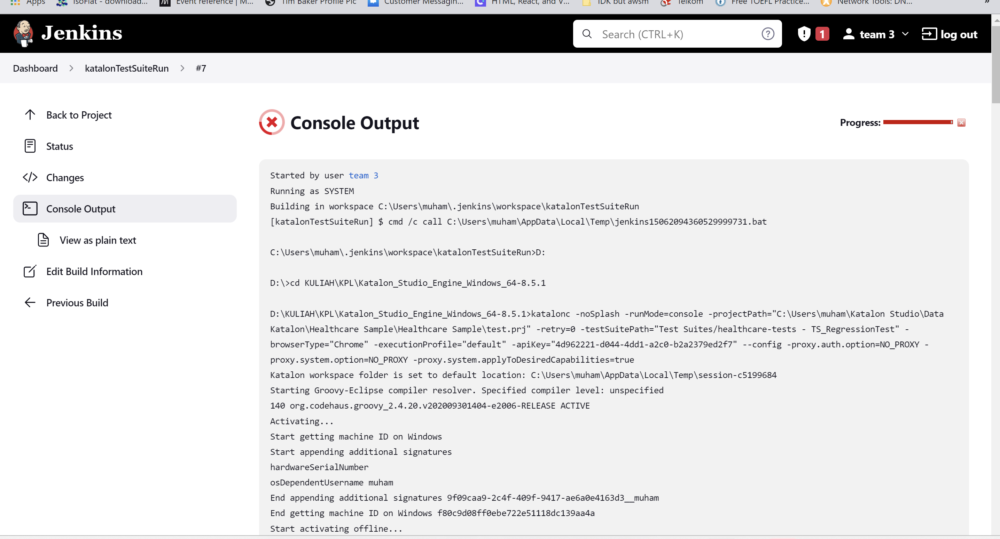 Apps IsoFlat - download... Event reference | M... Tim Baker Profile Pic Customer Messagin... HTML, React, and V... IDK but awsm Telkom Free TOEFL Practice... Network Tools: DN... »
Jenkins Search (CTRL+K) 1 team 3 log out
Dashboard katalonTestSuiteRun #7
Back to Project
Status
Changes
Console Output
View as plain text
Edit Build Information
Previous Build
Console Output
Progress:
Started by user team 3
Running as SYSTEM
Building in workspace C:\Users\muham\.jenkins\workspace\katalonTestSuiteRun
[katalonTestSuiteRun] $ cmd /c call C:\Users\muham\AppData\Local\Temp\jenkins15062094360529999731.bat
C:\Users\muham\.jenkins\workspace\katalonTestSuiteRun>D:
D:\>cd KULIAH\KPL\Katalon_Studio_Engine_Windows_64-8.5.1
D:\KULIAH\KPL\Katalon_Studio_Engine_Windows_64-8.5.1>katalonc -noSplash -runMode=console -projectPath="C:\Users\muham\Katalon Studio\Data
Katalon\Healthcare Sample\Healthcare Sample\test.prj" -retry=0 -testSuitePath="Test Suites/healthcare-tests - TS_RegressionTest" -
browserType="Chrome" -executionProfile="default" -apiKey="4d962221-d044-4dd1-a2c0-b2a2379ed2f7" --config -proxy.auth.option=NO_PROXY -
proxy.system.option=NO_PROXY -proxy.system.applyToDesiredCapabilities=true
Katalon workspace folder is set to default location: C:\Users\muham\AppData\Local\Temp\session-c5199684
Starting Groovy-Eclipse compiler resolver. Specified compiler level: unspecified
140 org.codehaus.groovy_2.4.20.v202009301404-e2006-RELEASE ACTIVE
Activating...
Start getting machine ID on Windows
Start appending additional signatures
hardwareSerialNumber
osDependentUsername muham
End appending additional signatures 9f09caa9-2c4f-409f-9417-ae6a0e4163d3__muham
End getting machine ID on Windows f80c9d08ff0ebe722e51118dc139aa4a
Start activating offline...